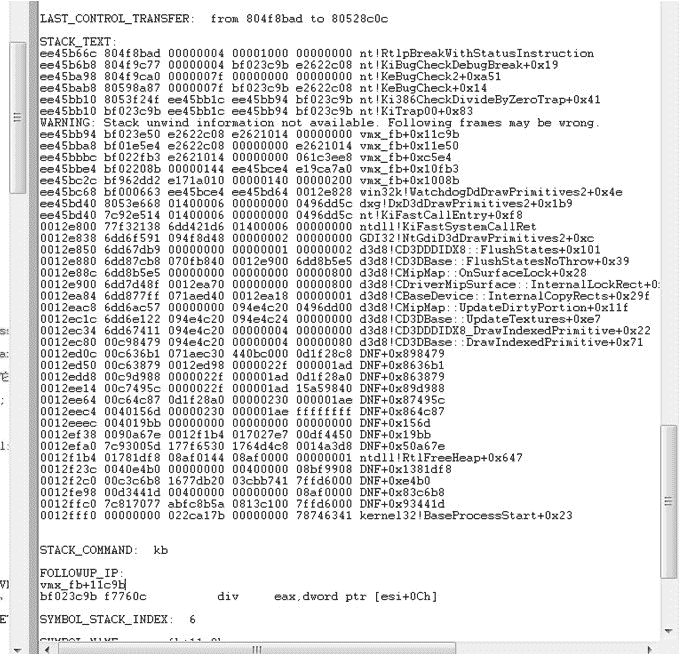 LAST_CONTROL_TRANSFER:  from 804f8bad to 80528c0c
STACK_TEXT:
ee45b66c 804f8bad 00000004 00001000 00000000 nt!RtlpBreakWithStatusInstruction
ee45b6b8 804f9c77 00000004 bf023c9b e2622c08 nt!KiBugCheckDebugBreak+0x19
ee45ba98 804f9ca0 0000007f 00000000 00000000 nt!KeBugCheck2+0xa51
ee45bab8 80598a87 0000007f bf023c9b e2622c08 nt!KeBugCheck+0x14
ee45bb10 8053f24f ee45bb1c ee45bb94 bf023c9b nt!Ki386CheckDivideByZeroTrap+0x41
ee45bb10 bf023c9b ee45bb1c ee45bb94 bf023c9b nt!KiTrap00+0x83
WARNING: Stack unwind information not available. Following frames may be wrong.
ee45bb94 bf023e50 e2622c08 e2621014 00000000 vmx_fb+0x11c9b
ee45bba8 bf01e5e4 e2622c08 00000000 e2621014 vmx_fb+0x11e50
ee45bbbc bf022fb3 e2621014 00000000 061c3ee8 vmx_fb+0xc5e4
ee45bbe4 bf02208b 00000144 ee45bce4 e19ca7a0 vmx_fb+0x10fb3
ee45bc2c bf962dd2 e171a010 00000140 00000200 vmx_fb+0x1008b
ee45bc68 bf000663 ee45bce4 ee45bd64 0012e828 win32k!WatchdogDdDrawPrimitives2+0x4e
ee45bd40 8053e668 01400006 00000000 0496dd5c dxg!DxD3dDrawPrimitives2+0x1b9
ee45bd40 7c92e514 01400006 00000000 0496dd5c nt!KiFastCallEntry+0xf8
0012e800 77f32138 6dd421d6 01400006 00000000 ntdll!KiFastSystemCallRet
0012e838 6dd6f591 094f8d48 00000002 00000000 GDI32!NtGdiD3dDrawPrimitives2+0xc
0012e850 6dd67db9 00000000 00000001 00000002 d3d8!CD3DDDIDX8::FlushStates+0x101
0012e880 6dd87cb8 070fb840 0012e900 6dd8b5e5 d3d8!CD3DBase::FlushStatesNoThrow+0x39
0012e88c 6dd8b5e5 00000000 00000000 00000800 d3d8!CMipMap::OnSurfaceLock+0x28
0012e900 6dd7d48f 0012ea70 00000000 00000800 d3d8!CDriverMipSurface::InternalLockRect+0:
0012ea84 6dd877ff 071aed40 0012ea18 00000001 d3d8!CBaseDevice::InternalCopyRects+0x29f
0012eac8 6dd6ac57 00000000 094e4c20 0496dd00 d3d8!CMipMap::UpdateDirtyPortion+0x11f
0012ec1c 6dd6e122 094e4c20 094e4c24 00000000 d3d8!CD3DBase::UpdateTextures+0xe7
0012ec34 6dd67411 094e4c20 00000004 00000000 d3d8!CD3DDDIDX8_DrawIndexedPrimitive+0x22
0012ec80 00c98479 094e4c20 00000004 00000080 d3d8!CD3DBase::DrawIndexedPrimitive+0x71
0012ed0c 00c636b1 071aec30 440bc000 0d1f28c8 DNF+0x898479
0012ed50 00c63879 0012ed98 0000022f 000001ad DNF+0x8636b1
0012edd8 00c9d988 0000022f 000001ad 0d1f28a0 DNF+0x863879
0012ee14 00c7495c 0000022f 000001ad 15a59840 DNF+0x89d988
0012ee64 00c64c87 0d1f28a0 00000230 000001ae DNF+0x87495c
0012eec4 0040156d 00000230 000001ae ffffffff DNF+0x864c87
0012eeec 004019bb 00000000 00000000 00000000 DNF+0x156d
0012ef38 0090a67e 0012f1b4 017027e7 00df4450 DNF+0x19bb
0012efa0 7c93005d 177f6530 1764d4c8 0014a3d8 DNF+0x50a67e
0012f1b4 01781df8 08af0144 08af0000 00000001 ntdll!RtlFreeHeap+0x647
0012f23c 0040e4b0 00000000 00400000 08bf9908 DNF+0x1381df8
0012f2c0 00c3c6b8 1677db20 03cbb741 7ffd6000 DNF+0xe4b0
0012fe98 00d3441d 00400000 00000000 08af0000 DNF+0x83c6b8
0012ffc0 7c817077 abfc8b5a 0813c100 7ffd6000 DNF+0x93441d
0012fff0 00000000 022ca17b 00000000 78746341 kernel32!BaseProcessStart+0x23
STACK_COMMAND:  kb
FOLLOWUP_IP:
vmx_fb+11c9b
bf023c9b f7760c          div     eax,dword ptr [esi+0Ch]
SYMBOL_STACK_INDEX:  6